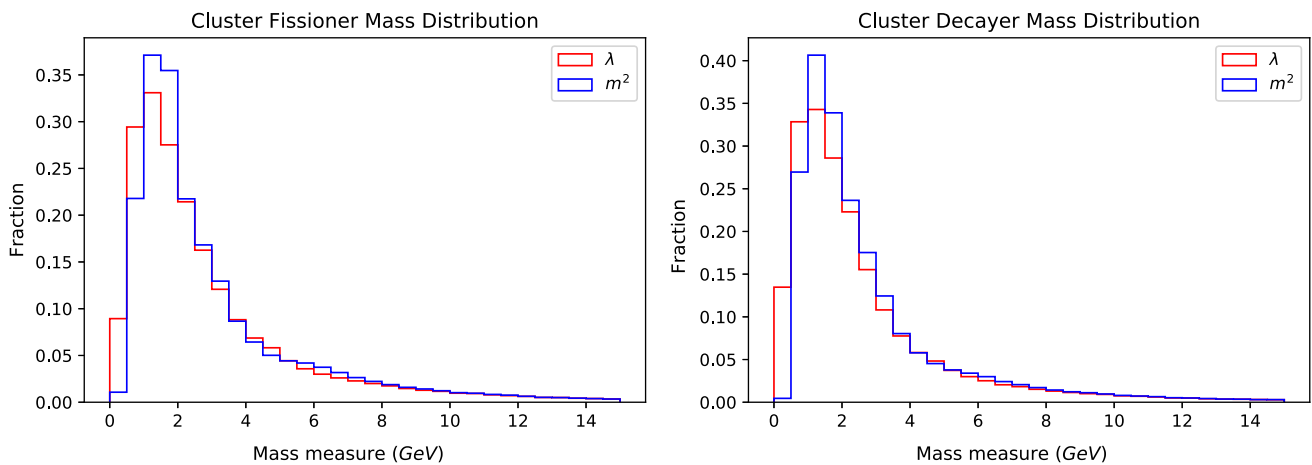 Cluster Fissioner Mass Distribution
λ
m²
0.35
0.30
0.25
0.20
0.15
0.10
0.05
0.00
Fraction
0 2 4 6 8 10 12 14
Mass measure (GeV)
Cluster Decayer Mass Distribution
λ
m²
0.40
0.35
0.30
0.25
0.20
0.15
0.10
0.05
0.00
Fraction
0 2 4 6 8 10 12 14
Mass measure (GeV)